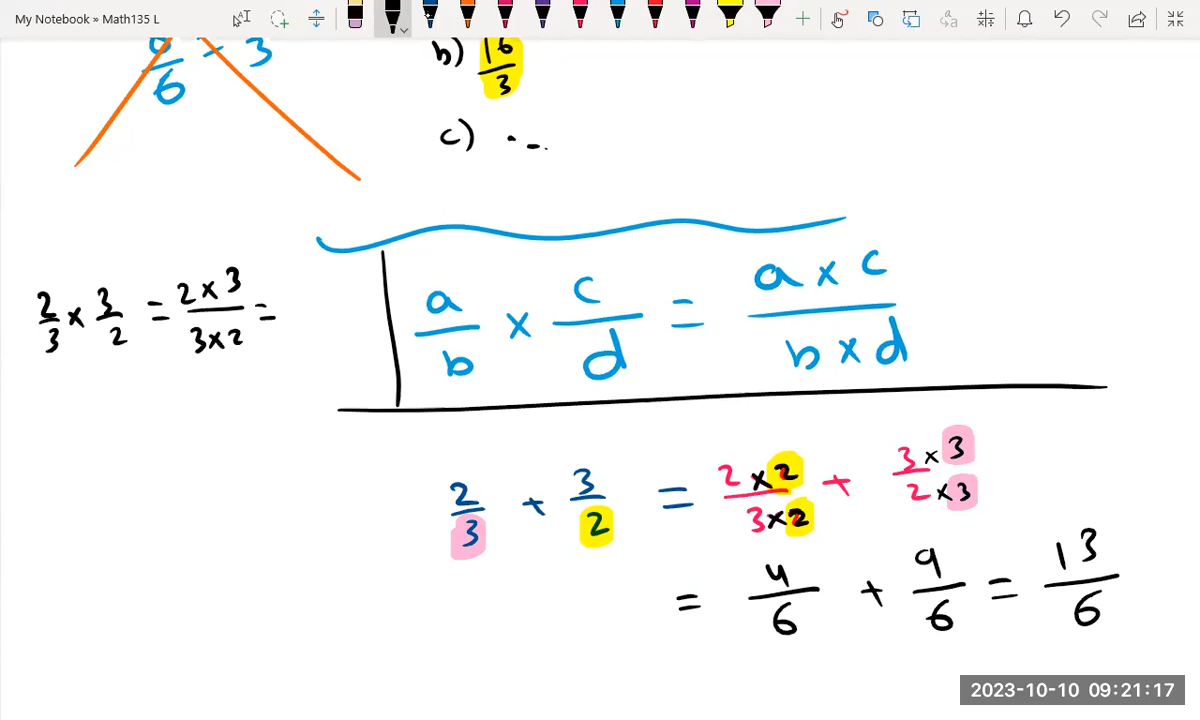 My Notebook » Math135 L
/6 = 3
b) 16/3
c) ...
2/3 × 3/2 = 2 × 3 / 3 × 2 =
a/b × c/d = a × c / b × d
2/3 + 3/2 = 2 × 2 / 3 × 2 + 3 × 3 / 2 × 3
= 4/6 + 9/6 = 13/6
2023-10-10 09:21:17